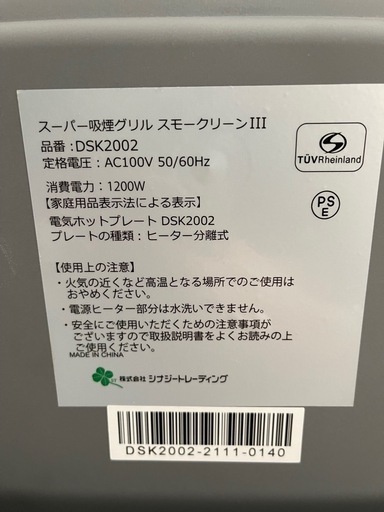 スーパー吸煙グリル スモークリーンIII
品番：DSK2002
定格電圧：AC100V 50/60Hz
TÜVRheinland
消費電力：1200W
【家庭用品表示法による表示】
PS
E
電気ホットプレート DSK2002
プレートの種類：ヒーター分離式
【使用上の注意】
・火気の近くなど高温となる場所でのご使用は
おやめください。
・電源ヒーター部分は水洗いできません。
・安全にご使用いただくための注意事項が
ございますので取扱説明書をよくお読みの上
ご使用ください。
MADE IN CHINA
ST 株式会社 シナジートレーディング
DSK2002-2111-0140